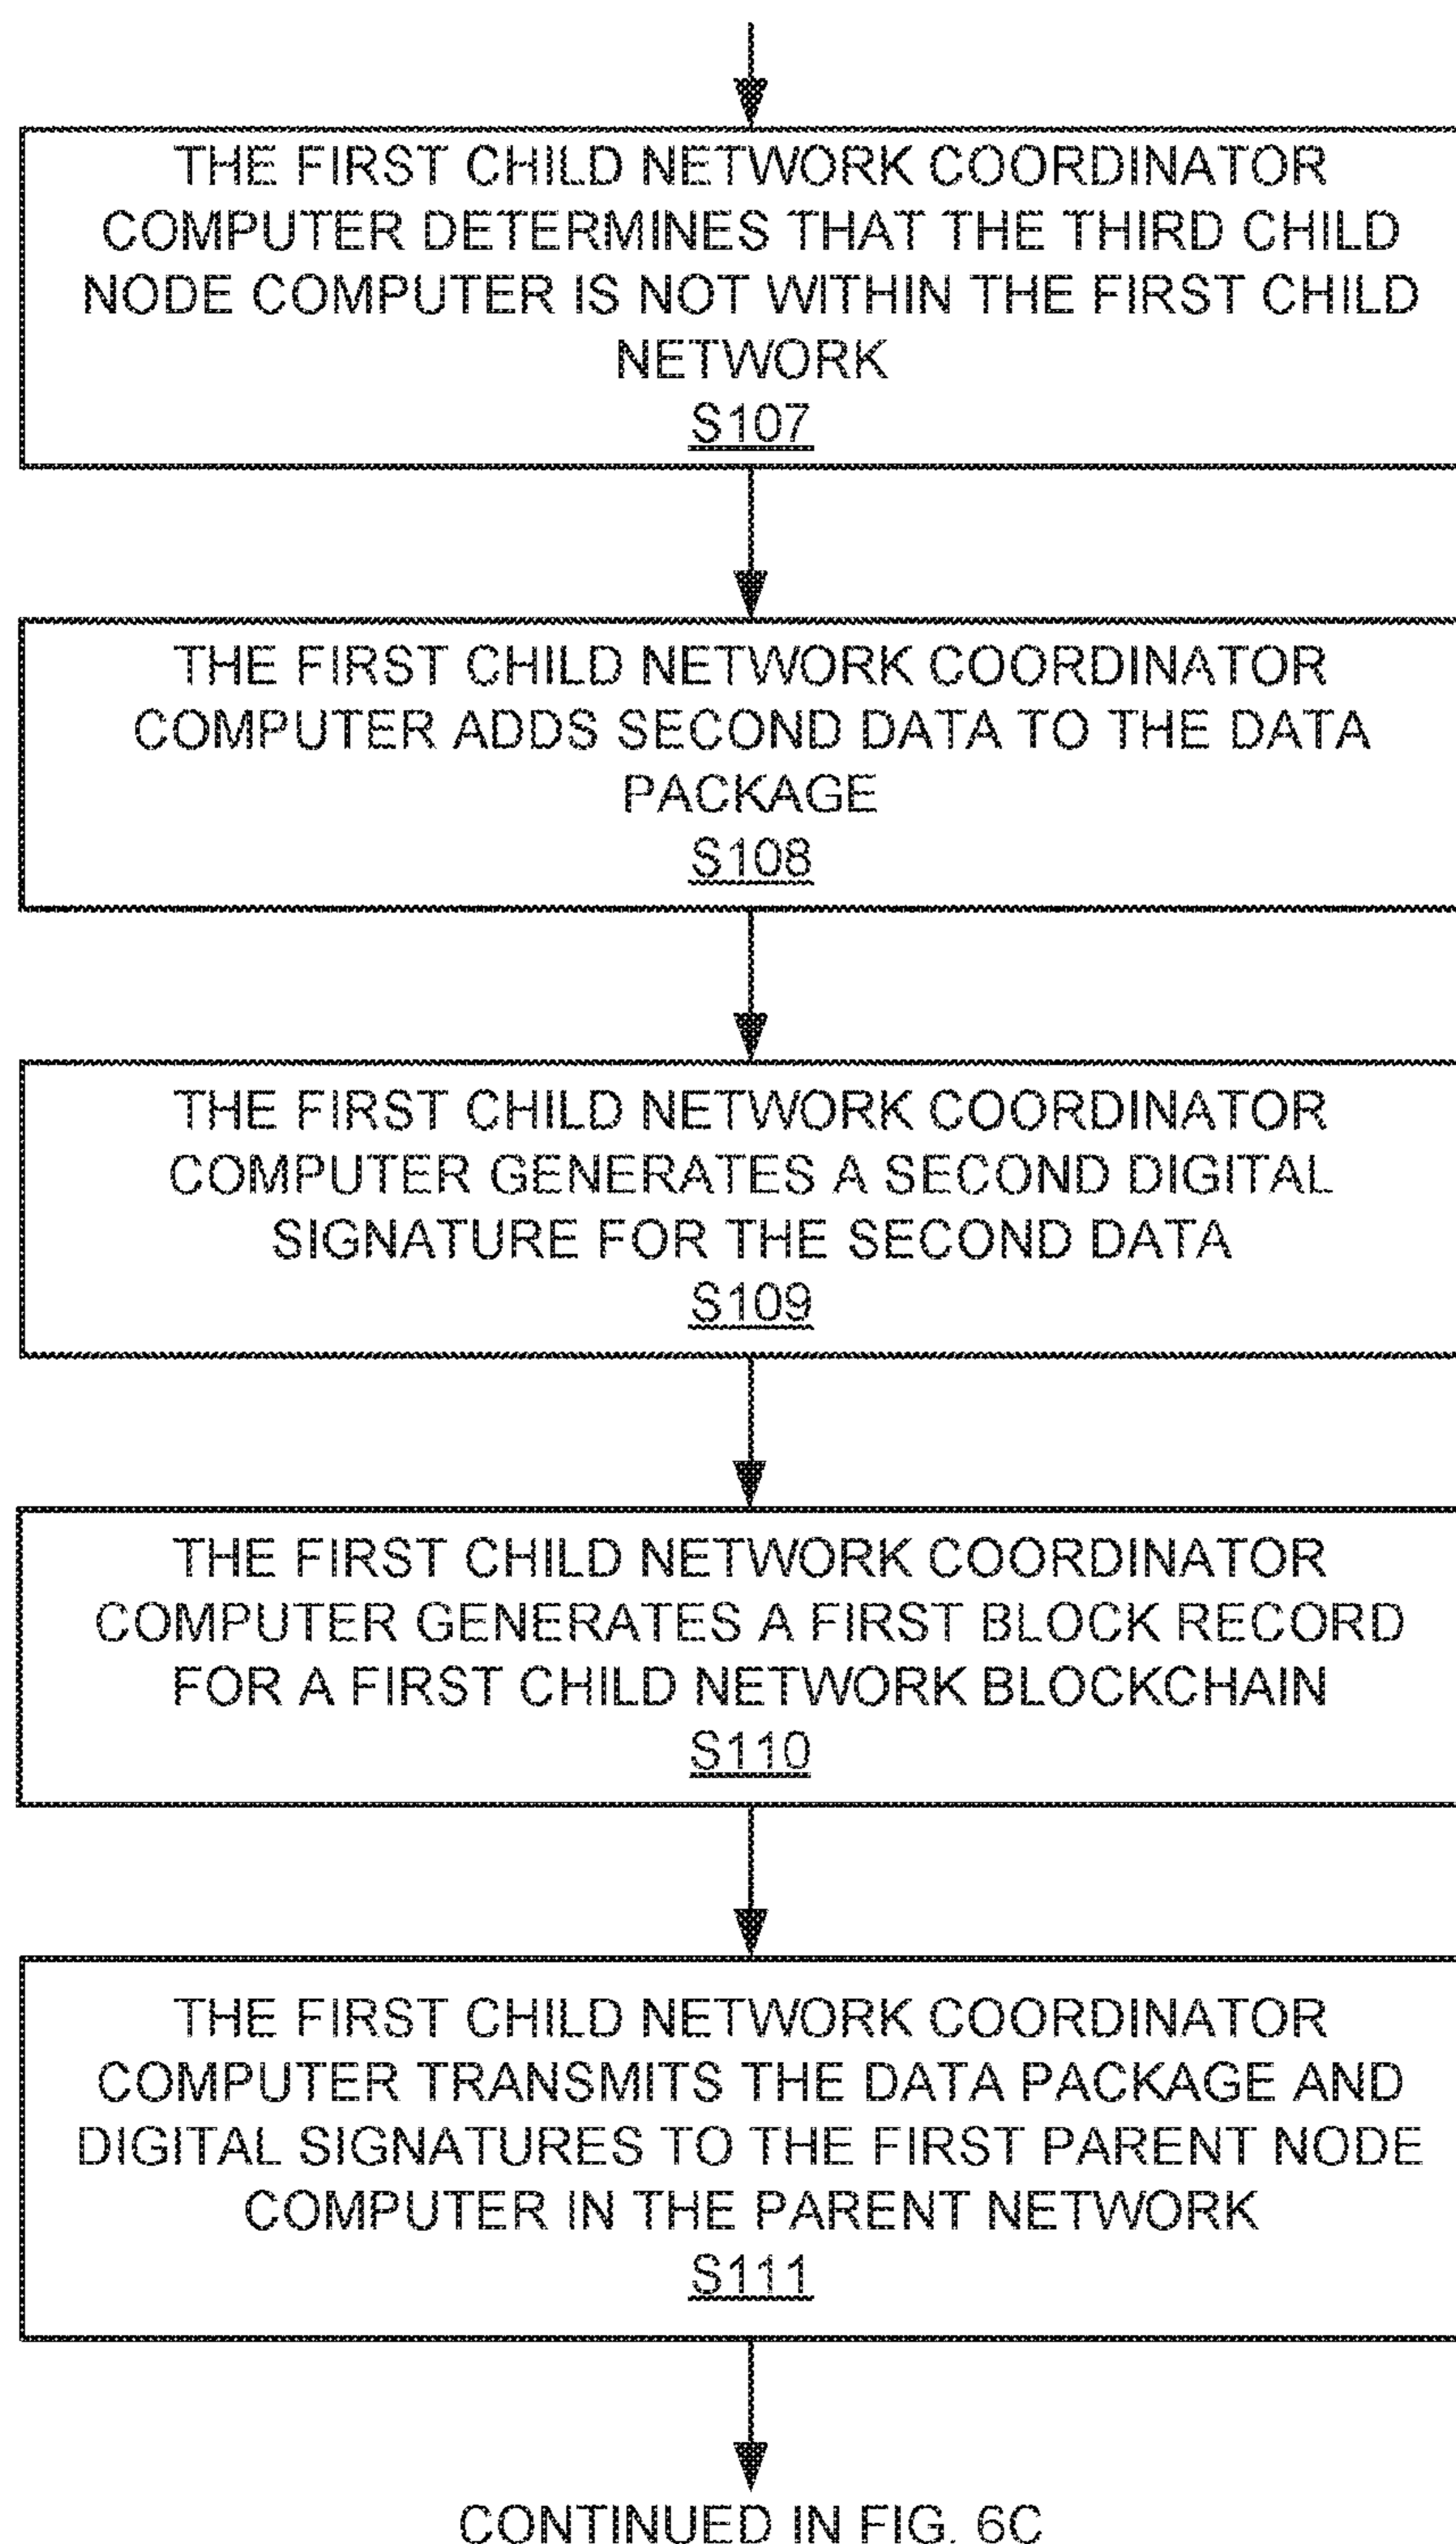 THE FIRST CHILD NETWORK COORDINATOR
COMPUTER DETERMINES THAT THE THIRD CHILD
NODE COMPUTER IS NOT WITHIN THE FIRST CHILD
NETWORK
S107
THE FIRST CHILD NETWORK COORDINATOR
COMPUTER ADDS SECOND DATA TO THE DATA
PACKAGE
S108
THE FIRST CHILD NETWORK COORDINATOR
COMPUTER GENERATES A SECOND DIGITAL
SIGNATURE FOR THE SECOND DATA
S109
THE FIRST CHILD NETWORK COORDINATOR
COMPUTER GENERATES A FIRST BLOCK RECORD
FOR A FIRST CHILD NETWORK BLOCKCHAIN
S110
THE FIRST CHILD NETWORK COORDINATOR
COMPUTER TRANSMITS THE DATA PACKAGE AND
DIGITAL SIGNATURES TO THE FIRST PARENT NODE
COMPUTER IN THE PARENT NETWORK
S111
CONTINUED IN FIG. 6C